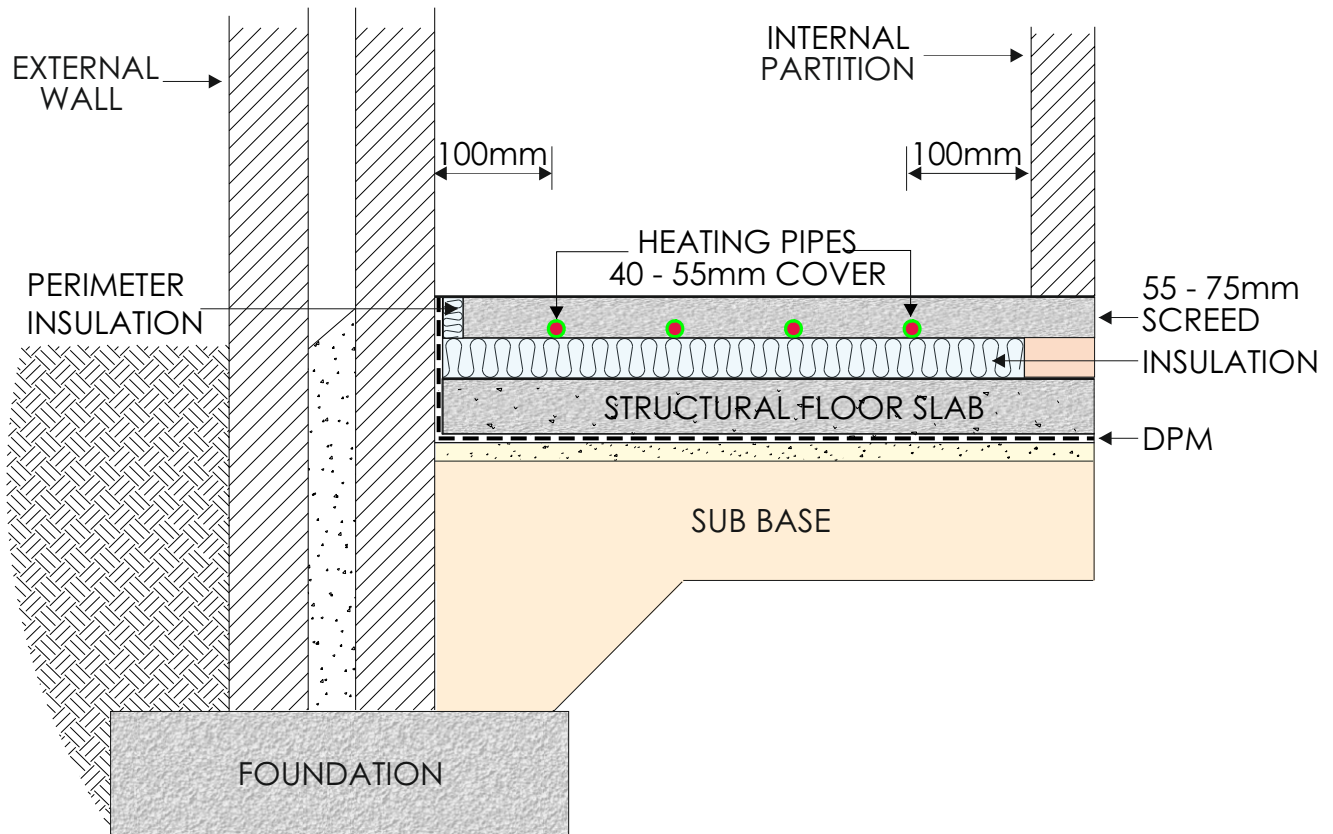 EXTERNAL
WALL
INTERNAL
PARTITION
100mm
100mm
HEATING PIPES
40 - 55mm COVER
PERIMETER
INSULATION
55 - 75mm
SCREED
INSULATION
STRUCTURAL FLOOR SLAB
DPM
SUB BASE
FOUNDATION